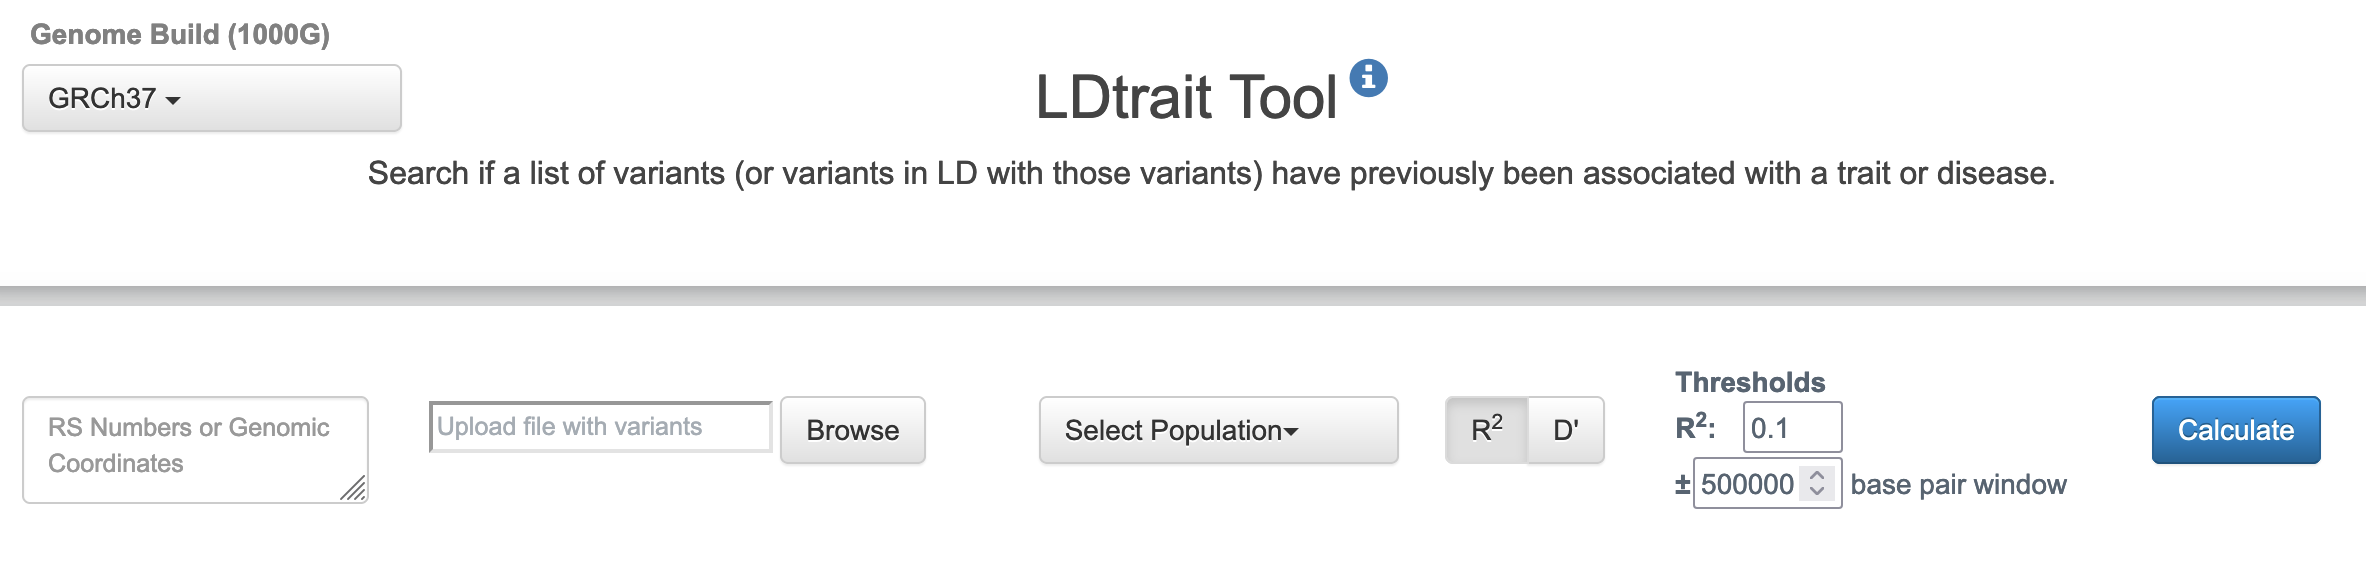 Genome Build (1000G)
GRCh37
LDtrait Tool
Search if a list of variants (or variants in LD with those variants) have previously been associated with a trait or disease.
RS Numbers or Genomic
Coordinates
Upload file with variants
Browse
Select Population
R²
D'
Thresholds
R²: 0.1
±500000 base pair window
Calculate